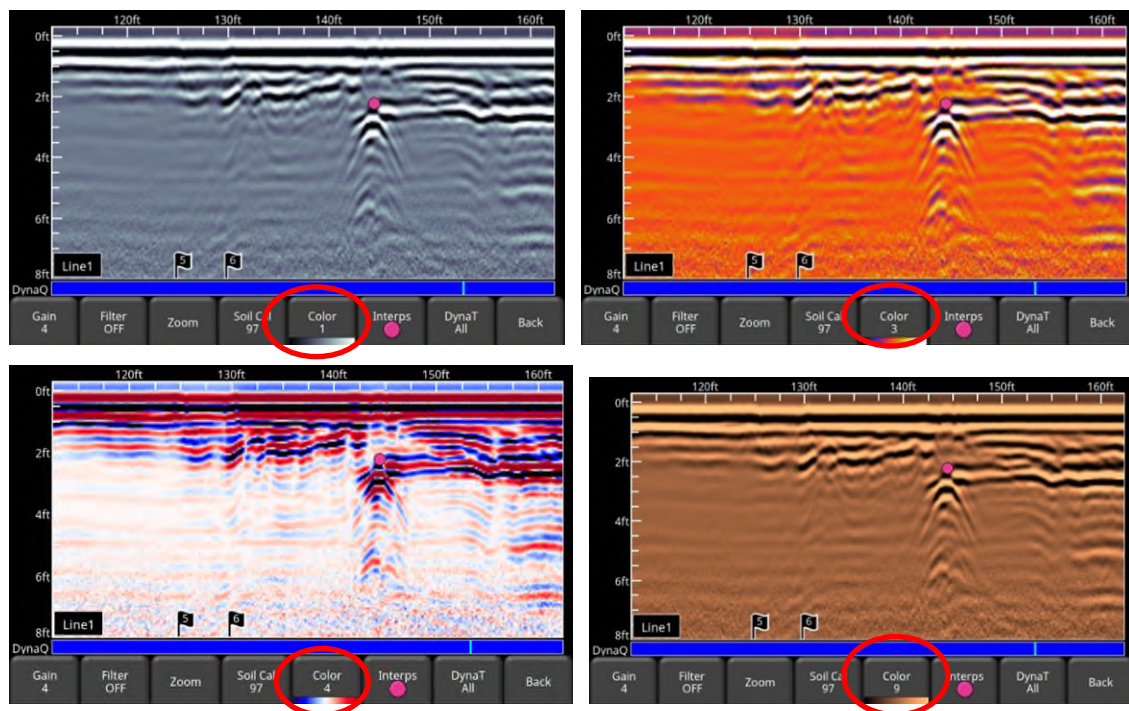 120ft 130ft 140ft 150ft 160ft
0ft
2ft
4ft
6ft
8ft
5 6
Line1
DynaQ
Gain Filter Zoom Soil C l Color Interps DynaT Back
4 OFF 97 1 All
120ft 130ft 140ft 150ft 160ft
0ft
2ft
4ft
6ft
8ft
5 6
Line1
DynaQ
Gain Filter Zoom Soil Ca Color Interps DynaT Back
4 OFF 97 3 All
120ft 130ft 140ft 150ft 160ft
0ft
2ft
4ft
6ft
8ft
5 6
Line1
DynaQ
Gain Filter Zoom Soil Cal Color Interps DynaT Back
4 OFF 97 4 All
120ft 130ft 140ft 150ft 160ft
0ft
2ft
4ft
6ft
8ft
5 6
Line1
DynaQ
Gain Filter Zoom Soil Ca Color nterps DynaT Back
4 OFF 97 9 All